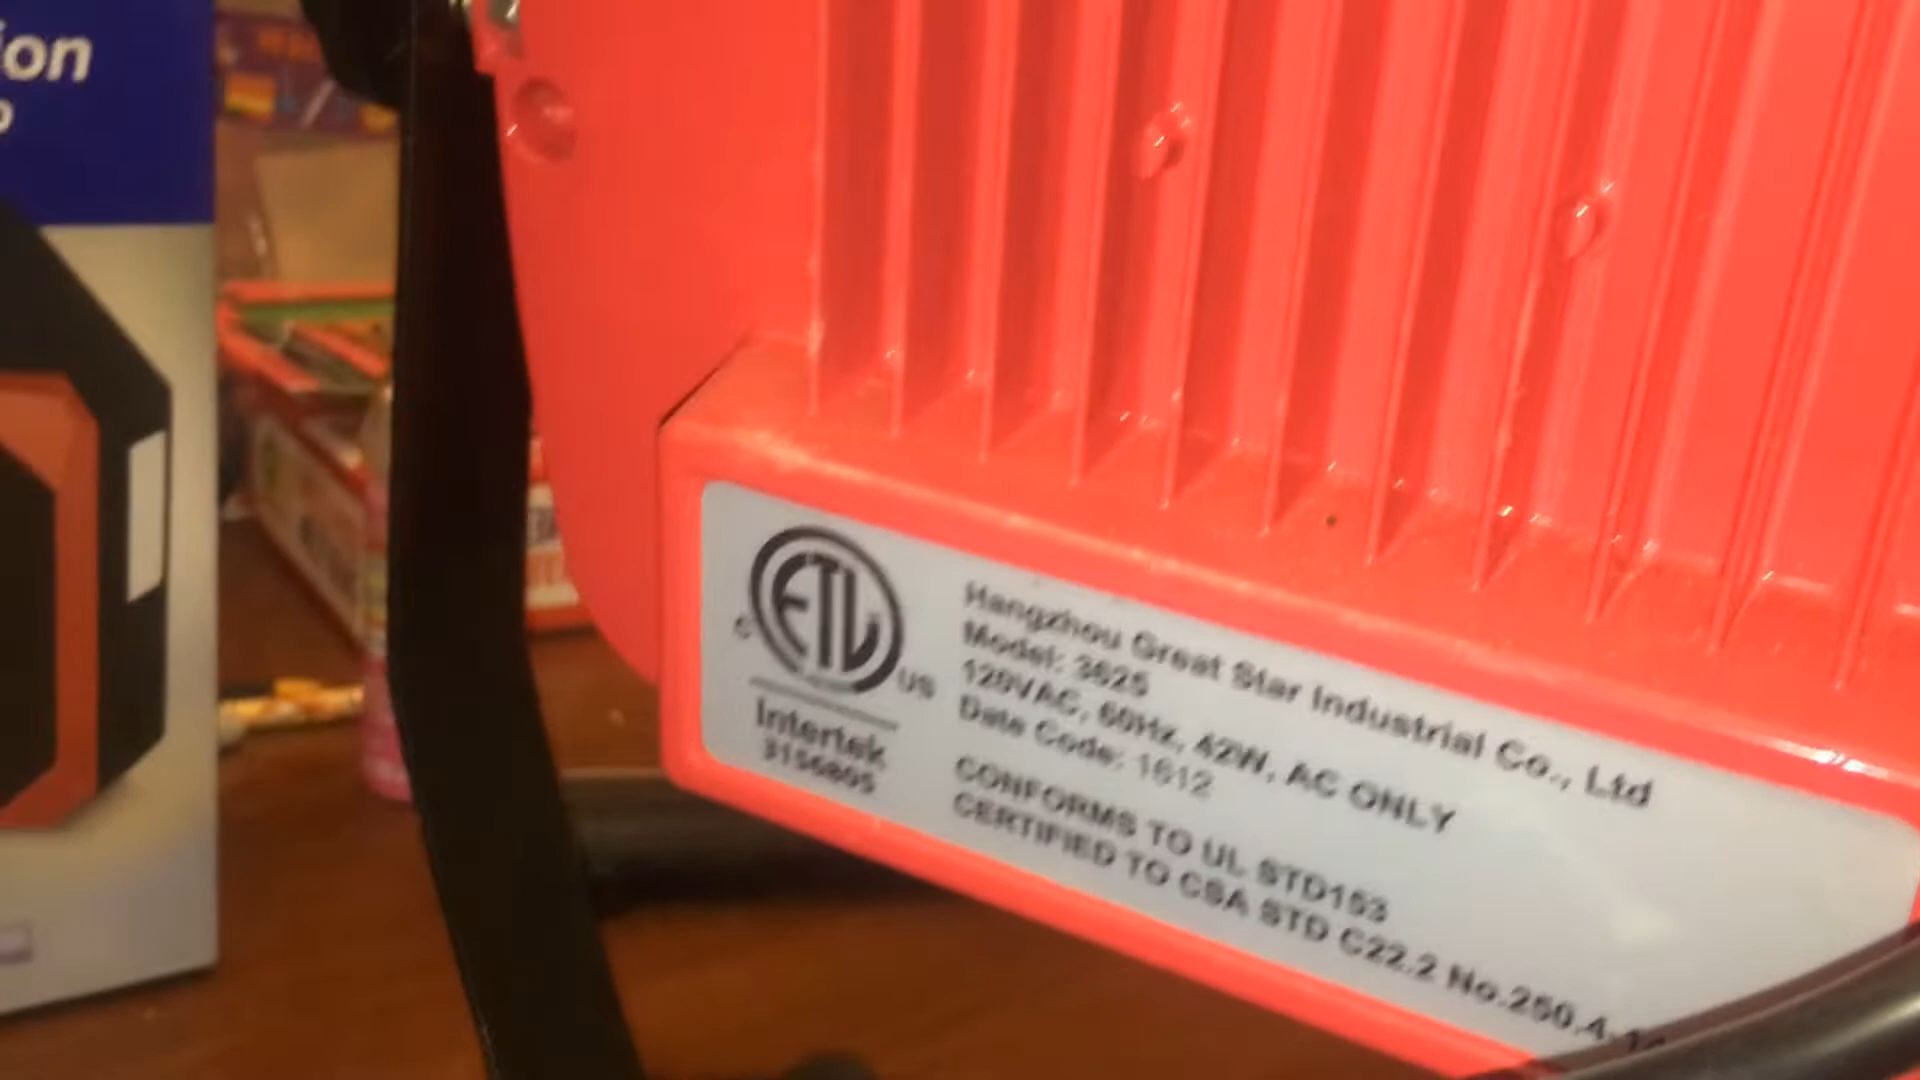 ion
ETL
C
US
Intertek
3156805
Hangzhou Great Star Industrial Co., Ltd
Model: 3625
120VAC, 60Hz, 42W, AC ONLY
Date Code: 1612
CONFORMS TO UL STD153
CERTIFIED TO CSA STD C22.2 No.250.4-